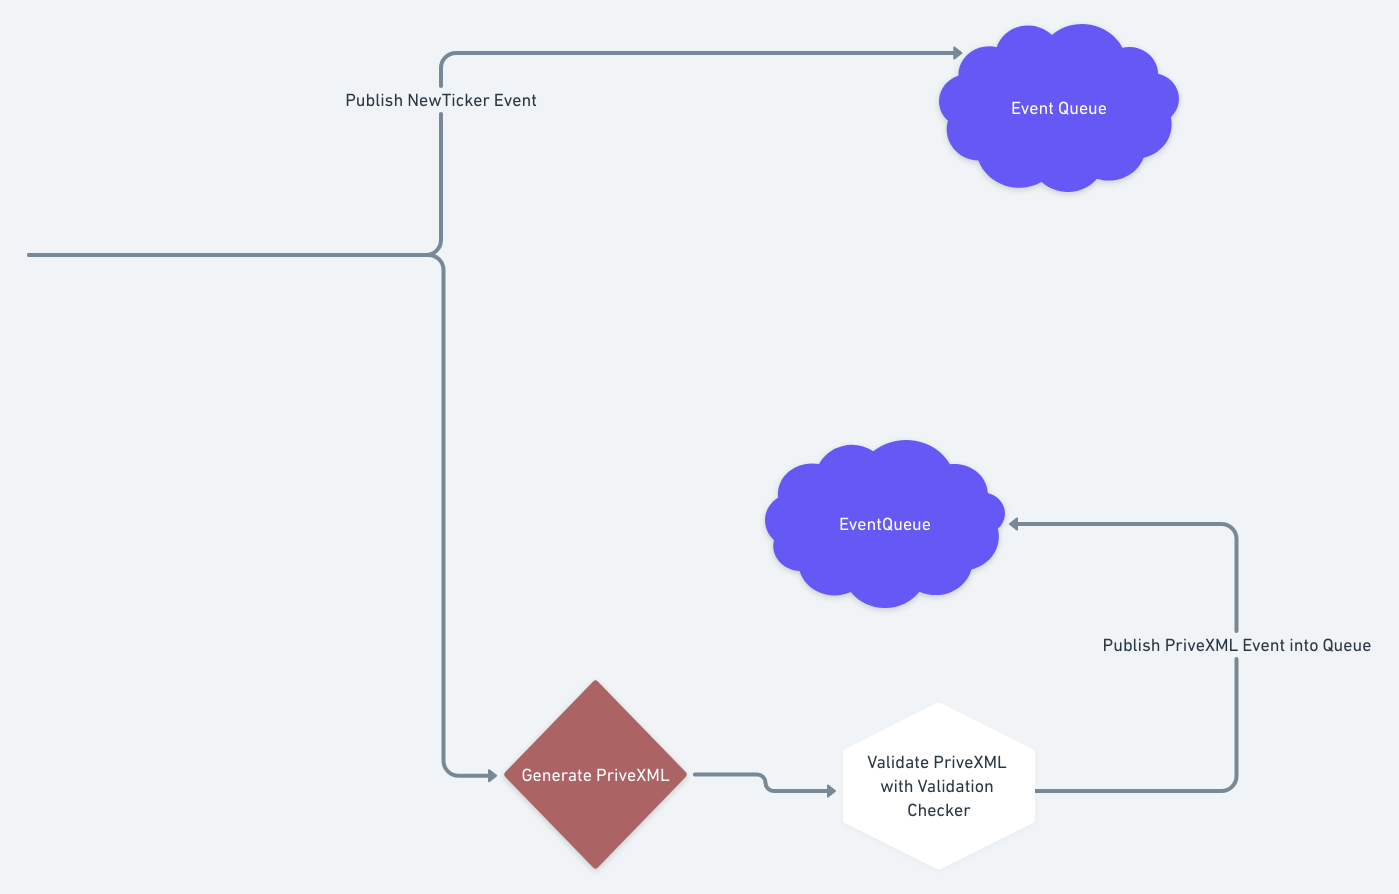 Publish NewTicker Event
Event Queue
EventQueue
Publish PriveXML Event into Queue
Generate PriveXML
Validate PriveXML
with Validation
Checker